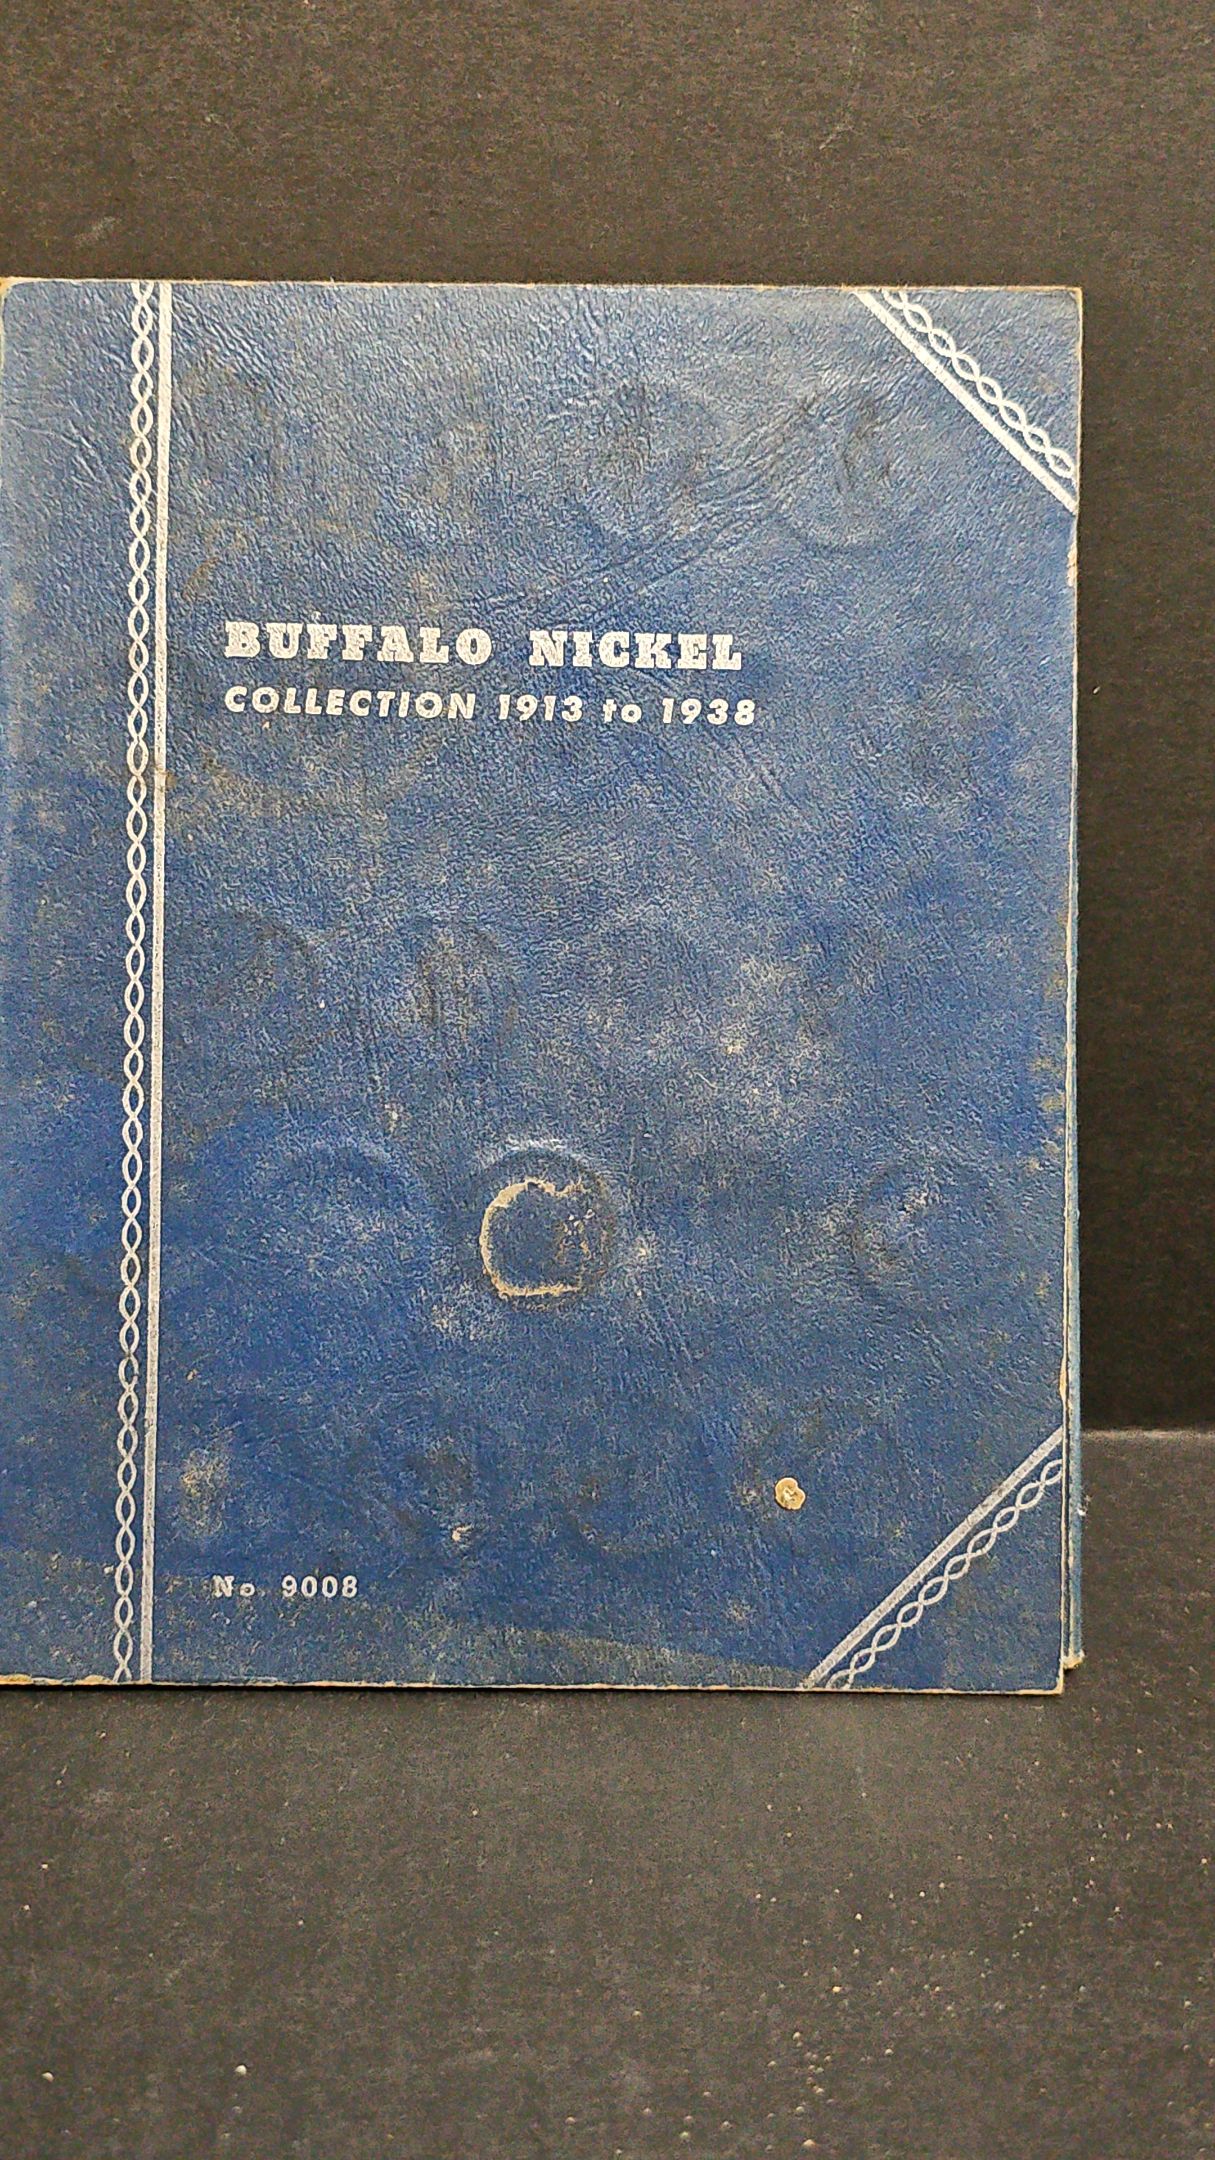 BUFFALO NICKEL
COLLECTION 1913 to 1938
No 9008